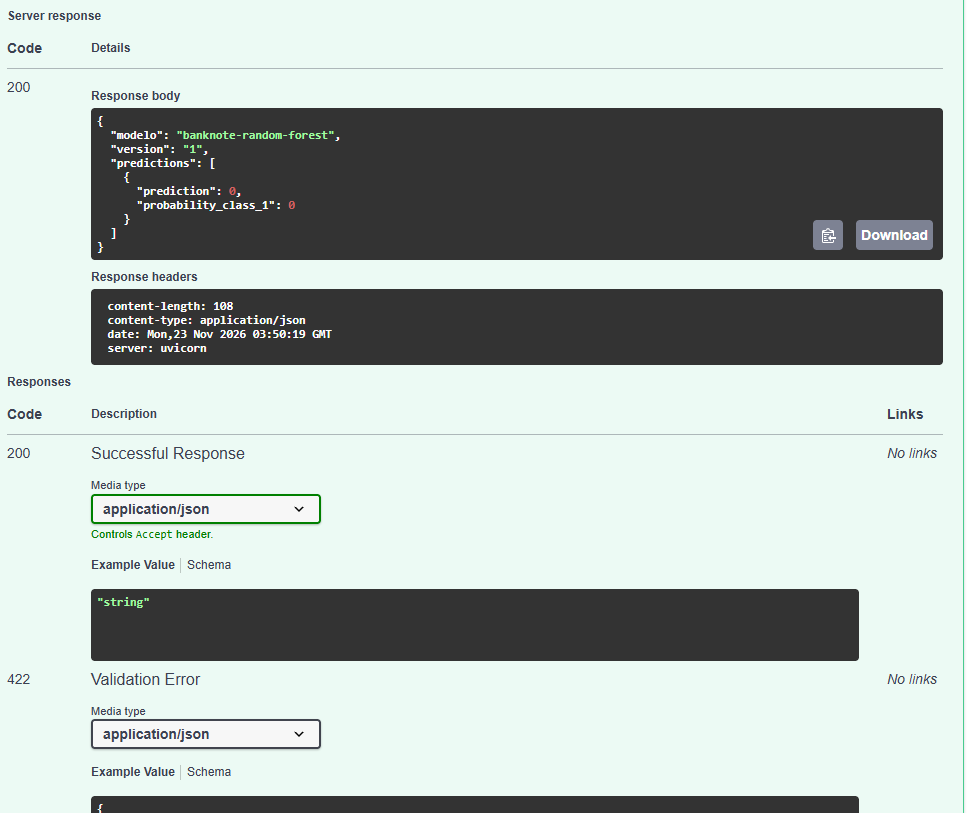 Server response
Code Details
200
Response body
{
  "modelo": "banknote-random-forest",
  "version": "1",
  "predictions": [
    {
      "prediction": 0,
      "probability_class_1": 0
    }
  ]
}
Download
Response headers
content-length: 108
content-type: application/json
date: Mon,23 Nov 2026 03:50:19 GMT
server: uvicorn
Responses
Code Description Links
200 Successful Response No links
Media type
application/json
Controls Accept header.
Example Value Schema
"string"
422 Validation Error No links
Media type
application/json
Example Value Schema
{